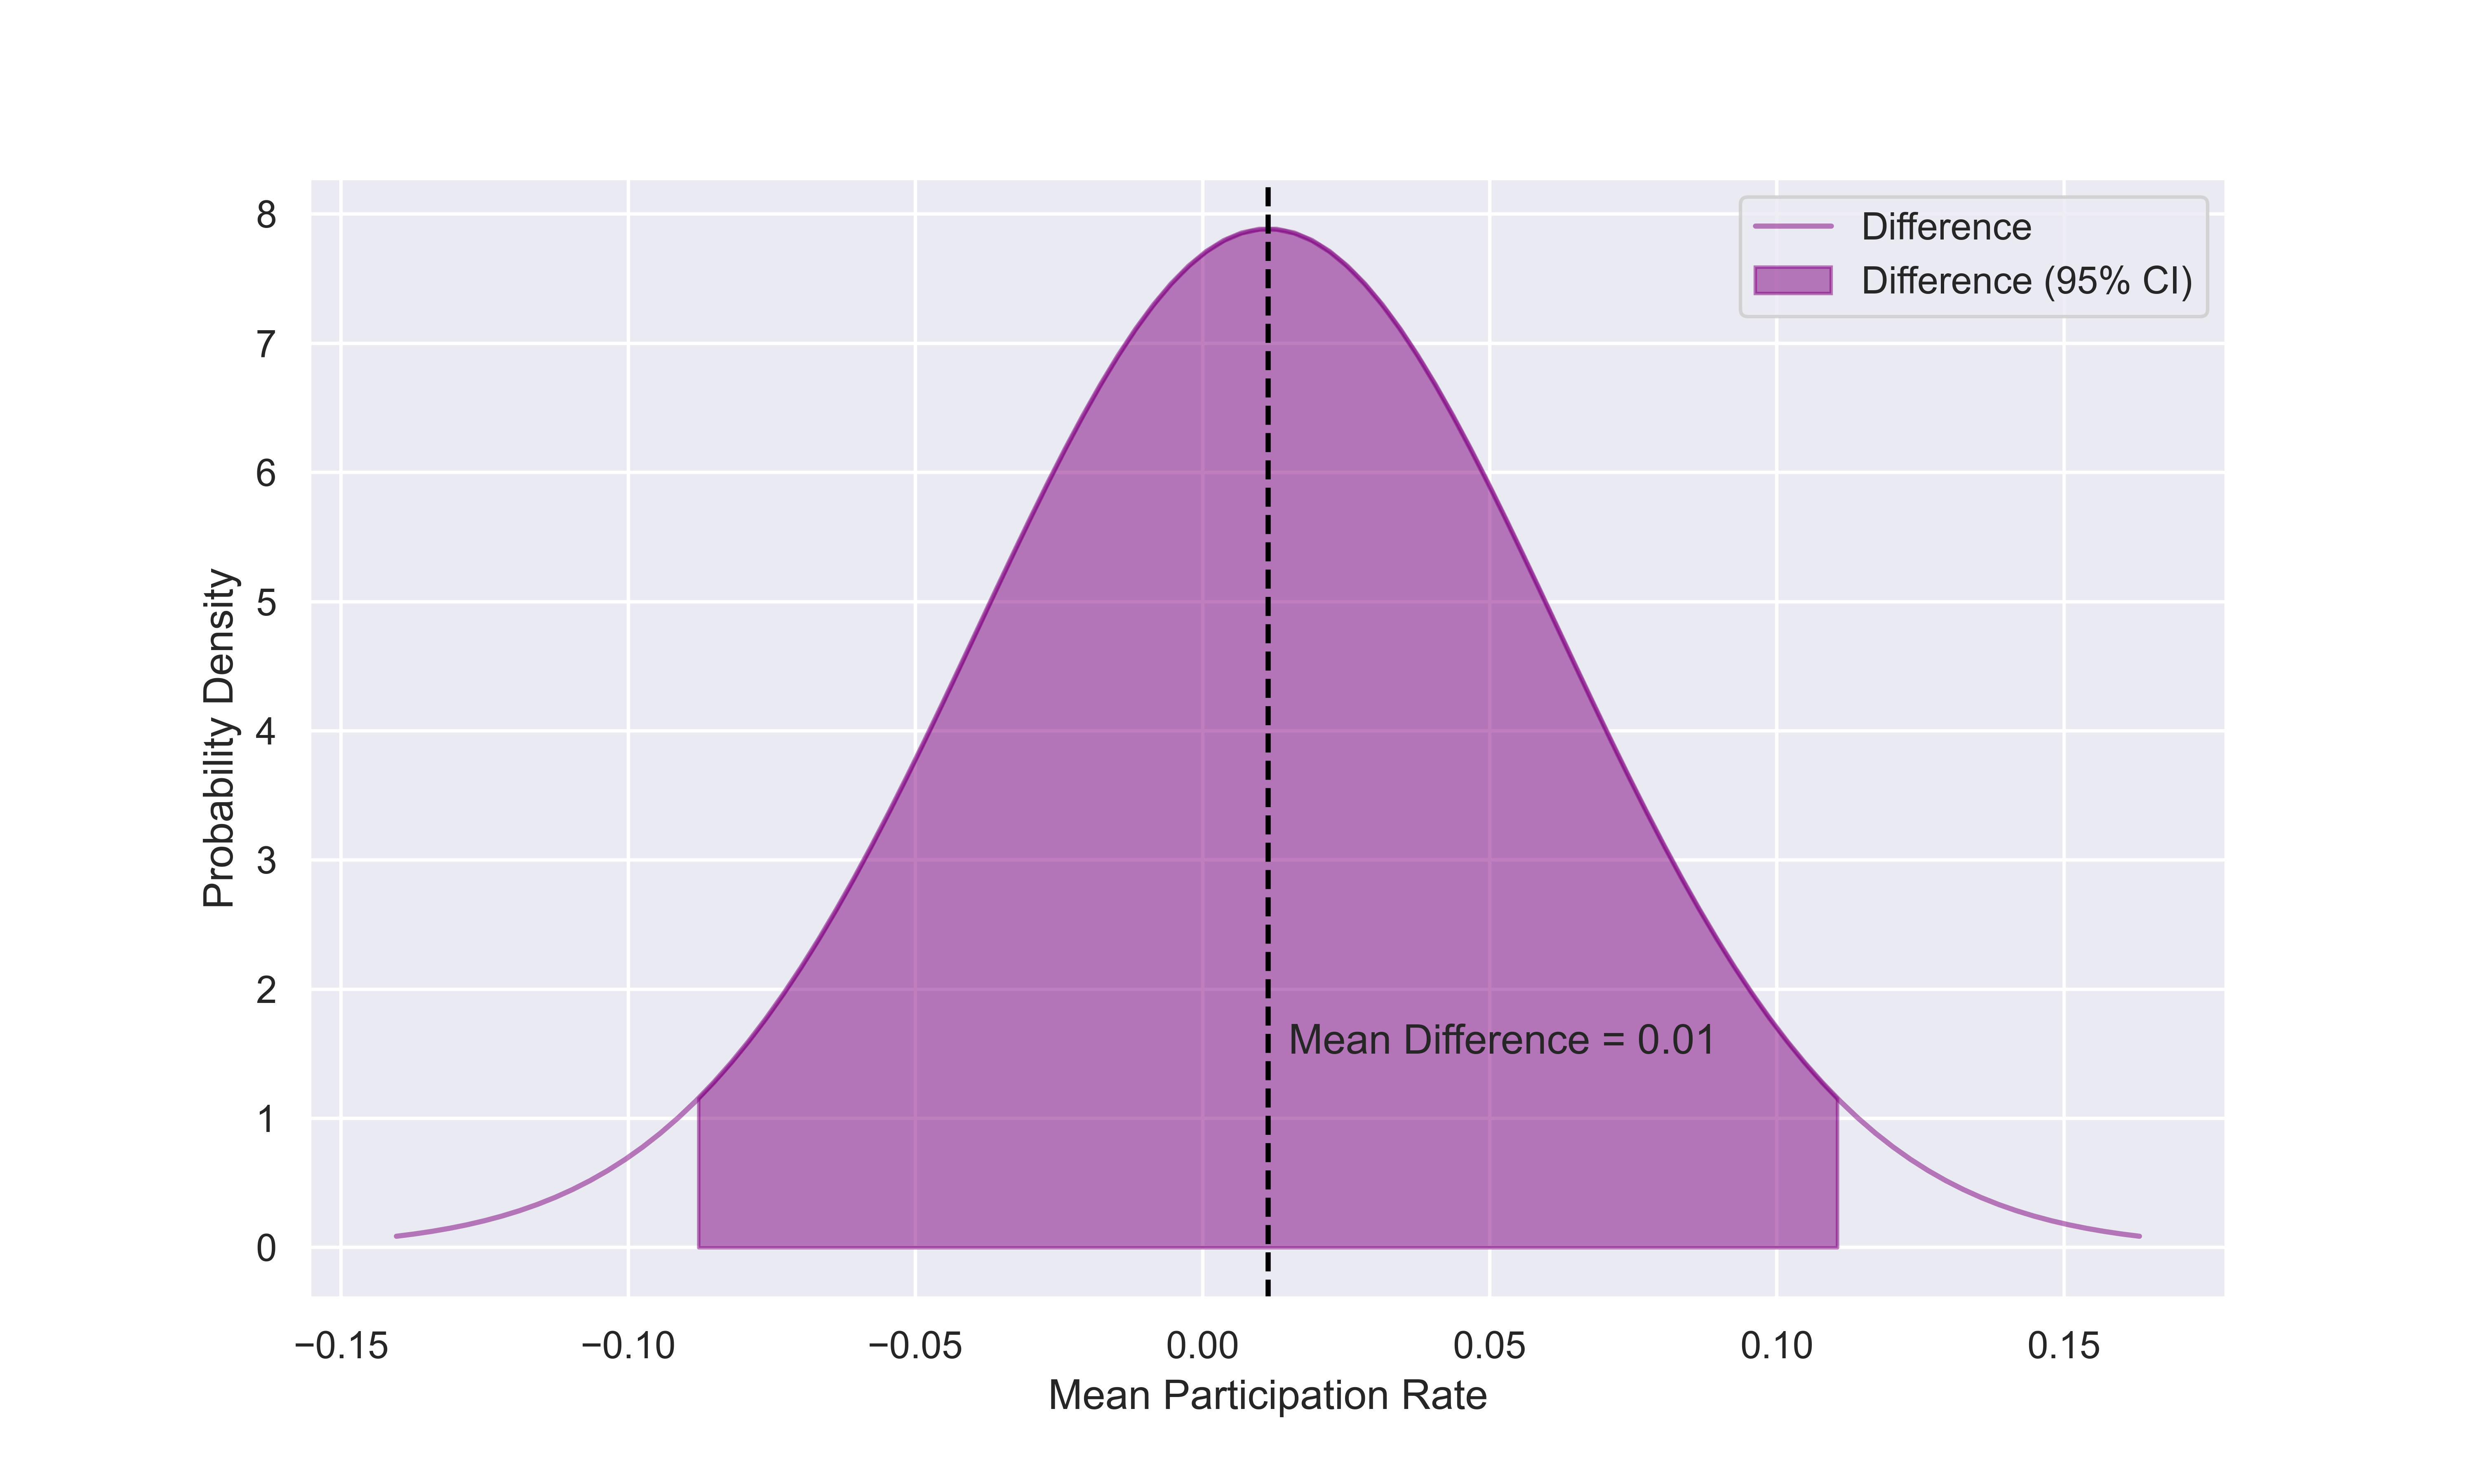 Difference
Difference (95% CI)
8
7
6
5
4
3
2
1
0
Probability Density
Mean Difference = 0.01
−0.15 −0.10 −0.05 0.00 0.05 0.10 0.15
Mean Participation Rate